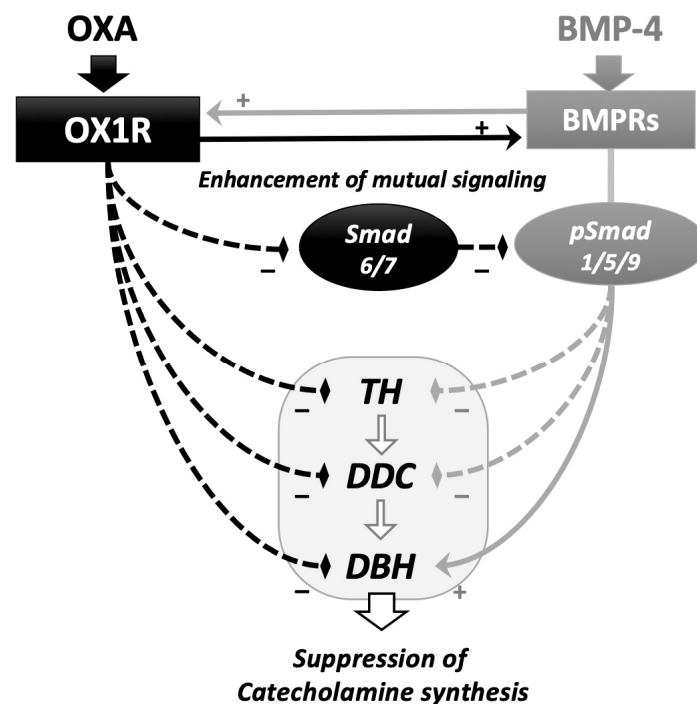 OXA
BMP-4
+
OX1R
BMPRs
+
Enhancement of mutual signaling
Smad
6/7
pSmad
1/5/9
–
–
TH
–
–
DDC
–
–
DBH
–
+
Suppression of
Catecholamine synthesis